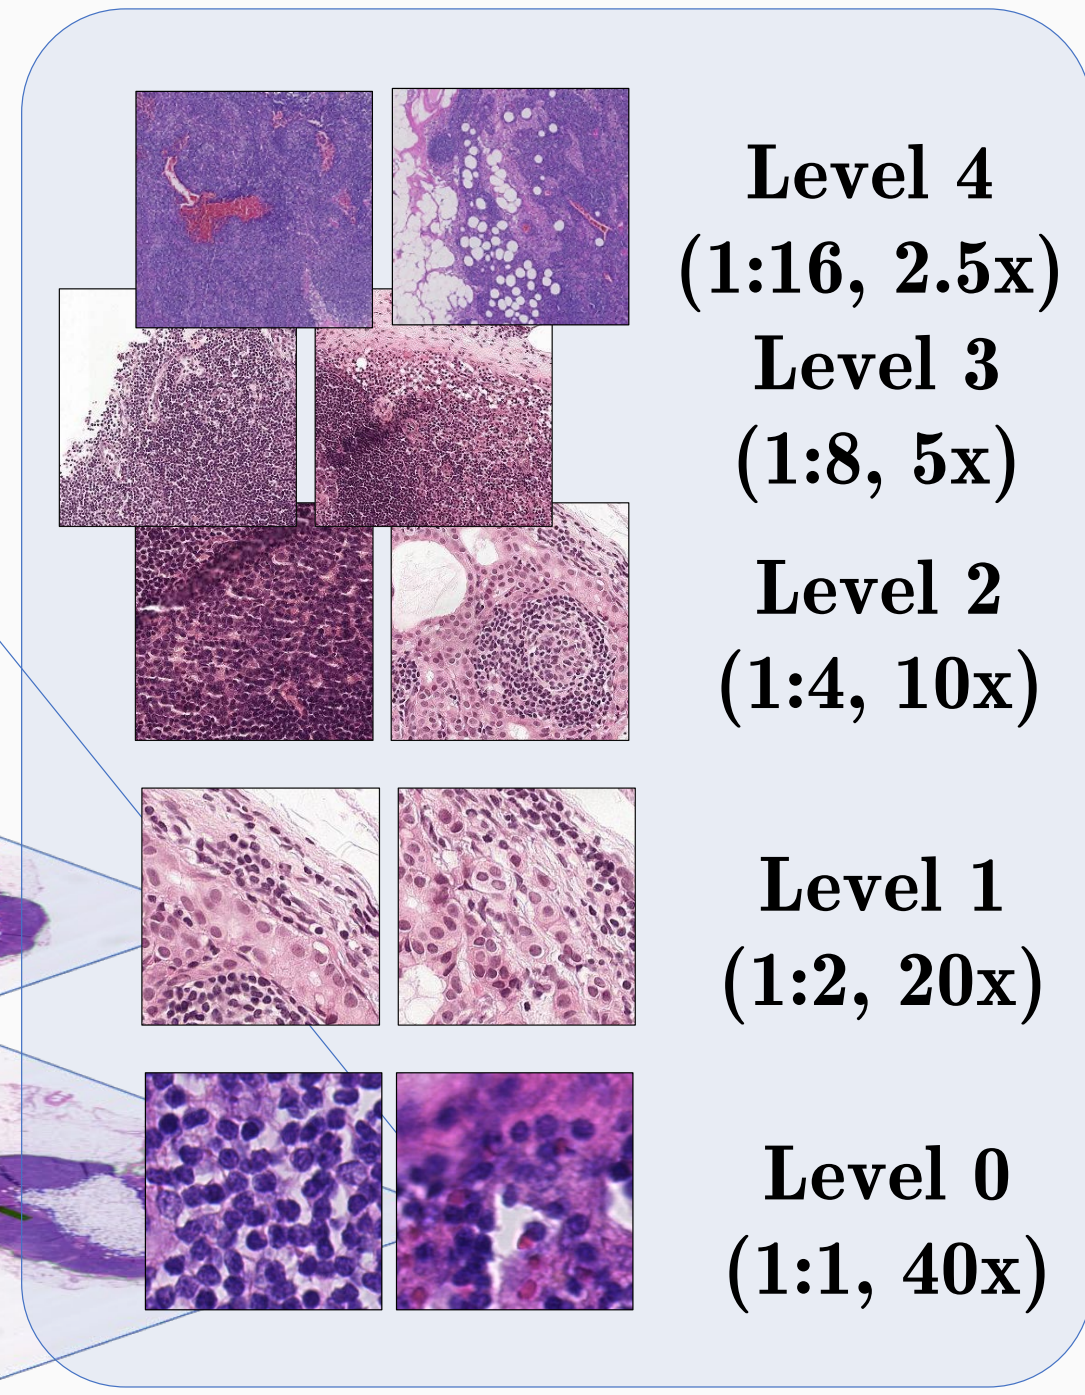 Level 4
(1:16, 2.5x)
Level 3
(1:8, 5x)
Level 2
(1:4, 10x)
Level 1
(1:2, 20x)
Level 0
(1:1, 40x)